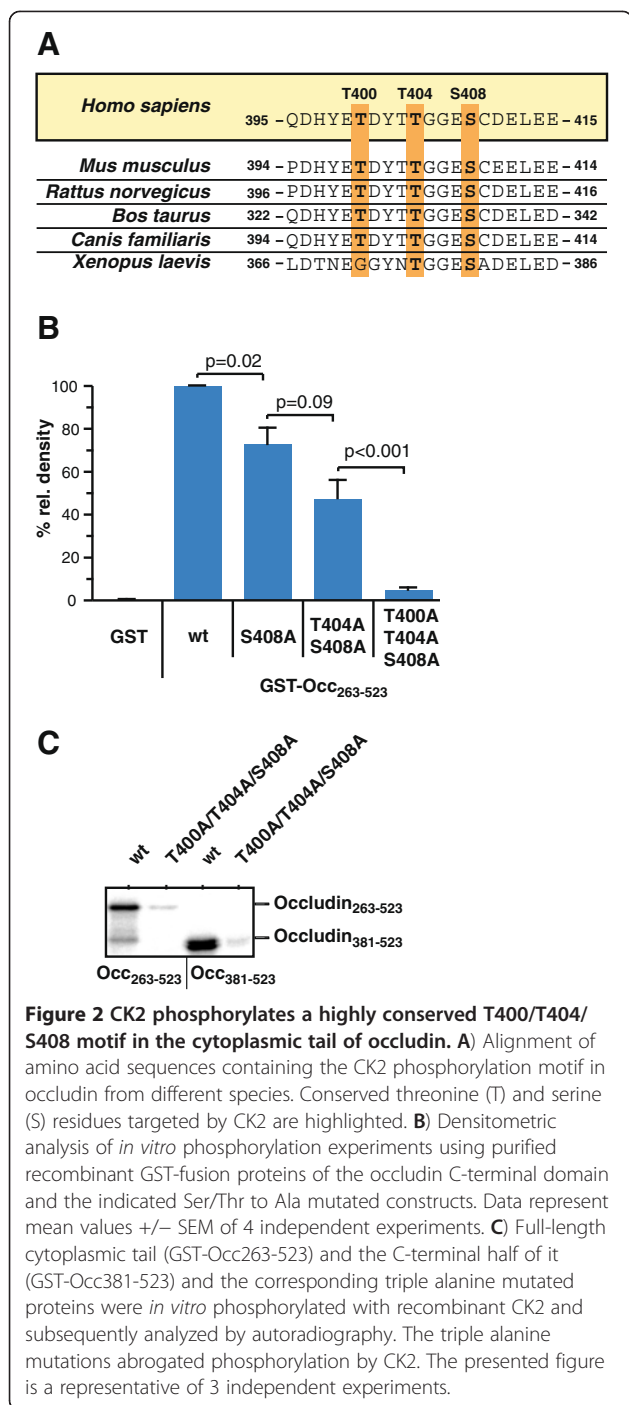 A
T400 T404 S408
Homo sapiens 395 – QDHYETDYTTGGESCDELEE – 415
Mus musculus 394 – PDHYETDYTTGGESCEELEE – 414
Rattus norvegicus 396 – PDHYETDYTTGGESCDELEE – 416
Bos taurus 322 – QDHYETDYTTGGESCDELED – 342
Canis familiaris 394 – QDHYETDYTTGGESCDELEE – 414
Xenopus laevis 366 – LDTNEGGYNTGGESADELED – 386
B
p=0.02
p=0.09
p<0.001
% rel. density
100
80
60
40
20
0
GST wt S408A T404A S408A T400A T404A S408A
GST-Occ263-523
C
wt T400A/T404A/S408A wt T400A/T404A/S408A
Occludin263-523
Occludin381-523
Occ263-523 Occ381-523
Figure 2 CK2 phosphorylates a highly conserved T400/T404/
S408 motif in the cytoplasmic tail of occludin. A) Alignment of
amino acid sequences containing the CK2 phosphorylation motif in
occludin from different species. Conserved threonine (T) and serine
(S) residues targeted by CK2 are highlighted. B) Densitometric
analysis of in vitro phosphorylation experiments using purified
recombinant GST-fusion proteins of the occludin C-terminal domain
and the indicated Ser/Thr to Ala mutated constructs. Data represent
mean values +/− SEM of 4 independent experiments. C) Full-length
cytoplasmic tail (GST-Occ263-523) and the C-terminal half of it
(GST-Occ381-523) and the corresponding triple alanine mutated
proteins were in vitro phosphorylated with recombinant CK2 and
subsequently analyzed by autoradiography. The triple alanine
mutations abrogated phosphorylation by CK2. The presented figure
is a representative of 3 independent experiments.